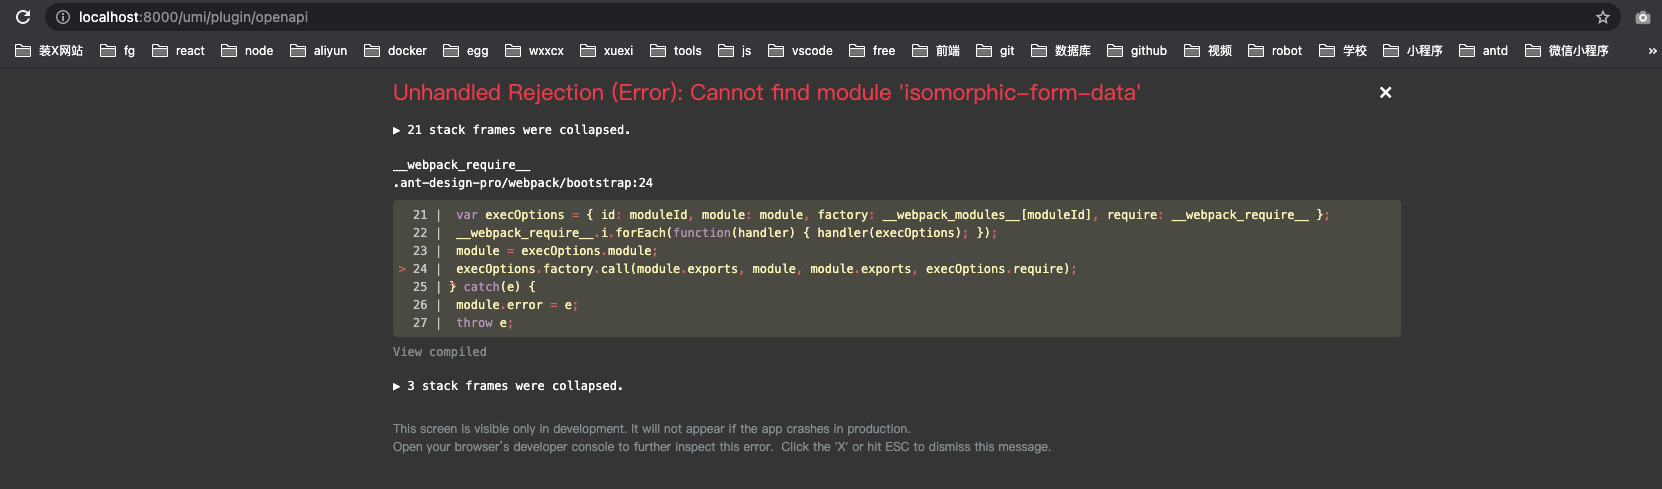 localhost:8000/umi/plugin/openapi
装X网站 fg react node aliyun docker egg wxxcx xuexi tools js vscode free 前端 git 数据库 github 视频 robot 学校 小程序 antd 微信小程序 »
Unhandled Rejection (Error): Cannot find module 'isomorphic-form-data' ×
▶ 21 stack frames were collapsed.
__webpack_require__
.ant-design-pro/webpack/bootstrap:24
21 | var execOptions = { id: moduleId, module: module, factory: __webpack_modules__[moduleId], require: __webpack_require__ };
22 | __webpack_require__.i.forEach(function(handler) { handler(execOptions); });
23 | module = execOptions.module;
> 24 | execOptions.factory.call(module.exports, module, module.exports, execOptions.require);
25 | } catch(e) {
26 | module.error = e;
27 | throw e;
View compiled
▶ 3 stack frames were collapsed.
This screen is visible only in development. It will not appear if the app crashes in production.
Open your browser's developer console to further inspect this error. Click the 'X' or hit ESC to dismiss this message.